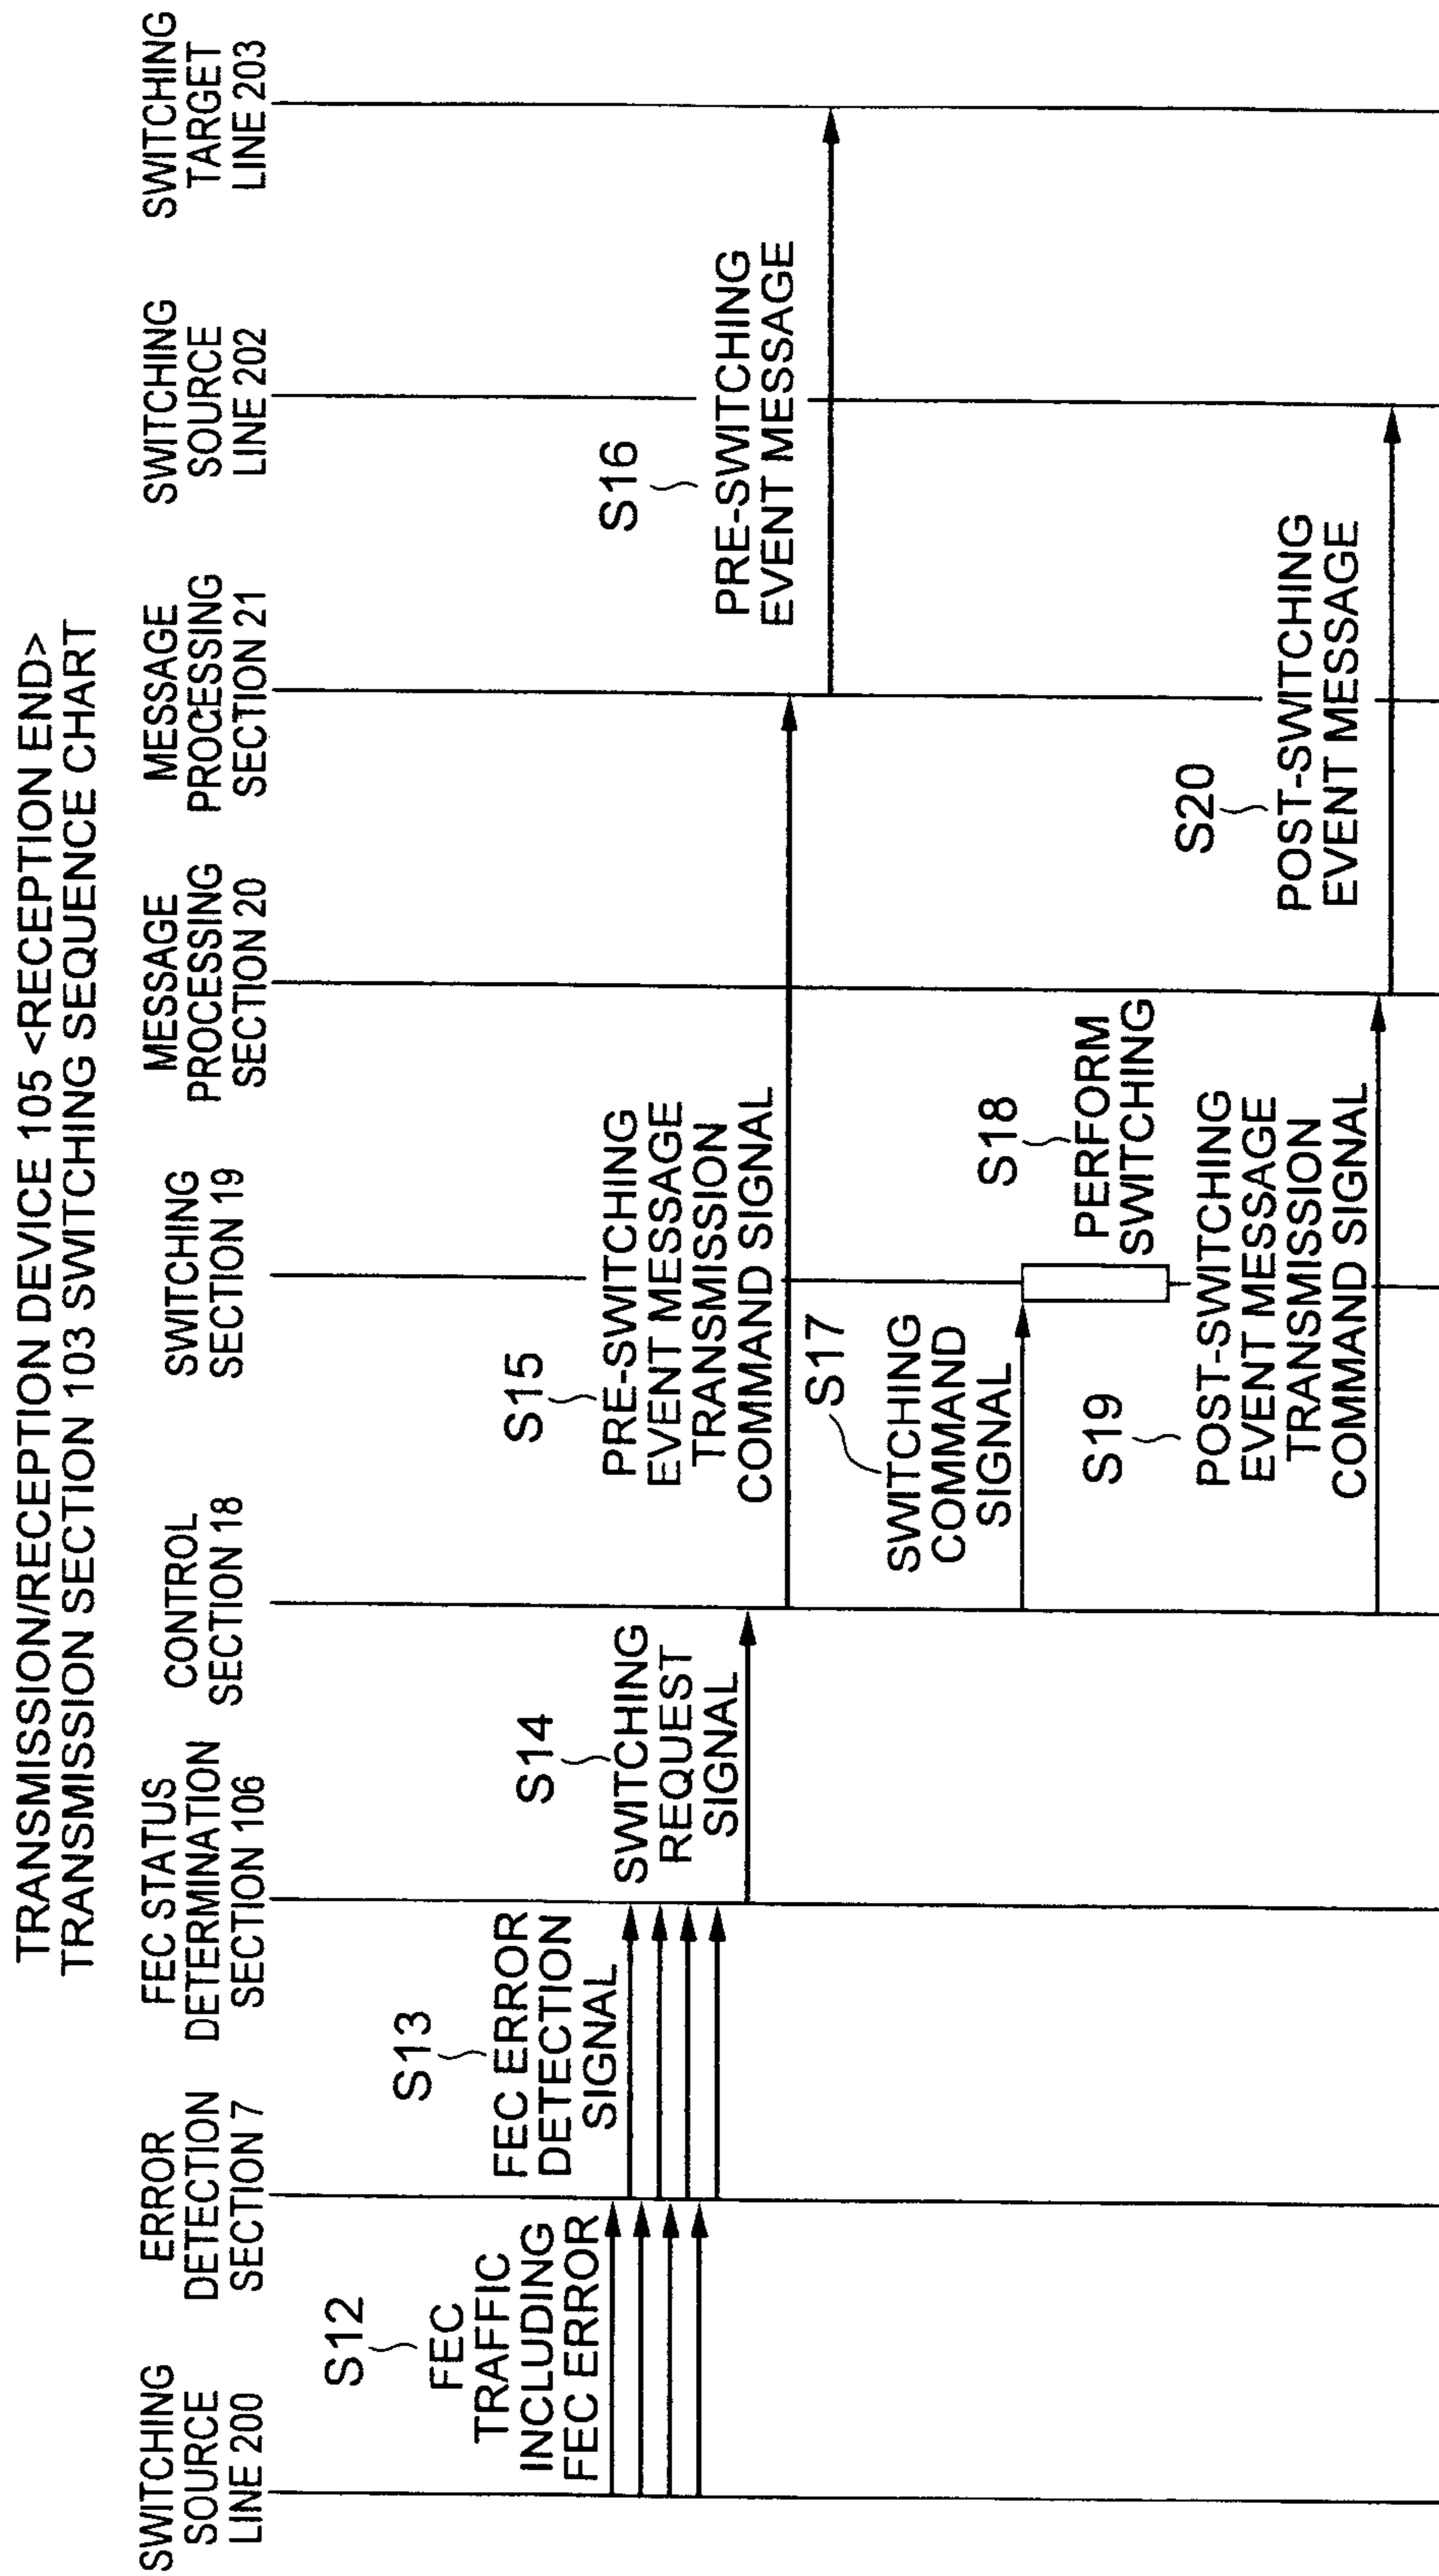 TRANSMISSION/RECEPTION DEVICE 105 <RECEPTION END>
TRANSMISSION SECTION 103 SWITCHING SEQUENCE CHART
SWITCHING
SOURCE
LINE 200
ERROR
DETECTION
SECTION 7
FEC STATUS
DETERMINATION
SECTION 106
CONTROL
SECTION 18
SWITCHING
SECTION 19
MESSAGE
PROCESSING
SECTION 20
MESSAGE
PROCESSING
SECTION 21
SWITCHING
SOURCE
LINE 202
SWITCHING
TARGET
LINE 203
S12
FEC
TRAFFIC
INCLUDING
FEC ERROR
S13
FEC ERROR
DETECTION
SIGNAL
S14
SWITCHING
REQUEST
SIGNAL
S15
PRE-SWITCHING
EVENT MESSAGE
TRANSMISSION
COMMAND SIGNAL
S16
PRE-SWITCHING
EVENT MESSAGE
S17
SWITCHING
COMMAND
SIGNAL
S18
PERFORM
SWITCHING
S19
POST-SWITCHING
EVENT MESSAGE
TRANSMISSION
COMMAND SIGNAL
S20
POST-SWITCHING
EVENT MESSAGE